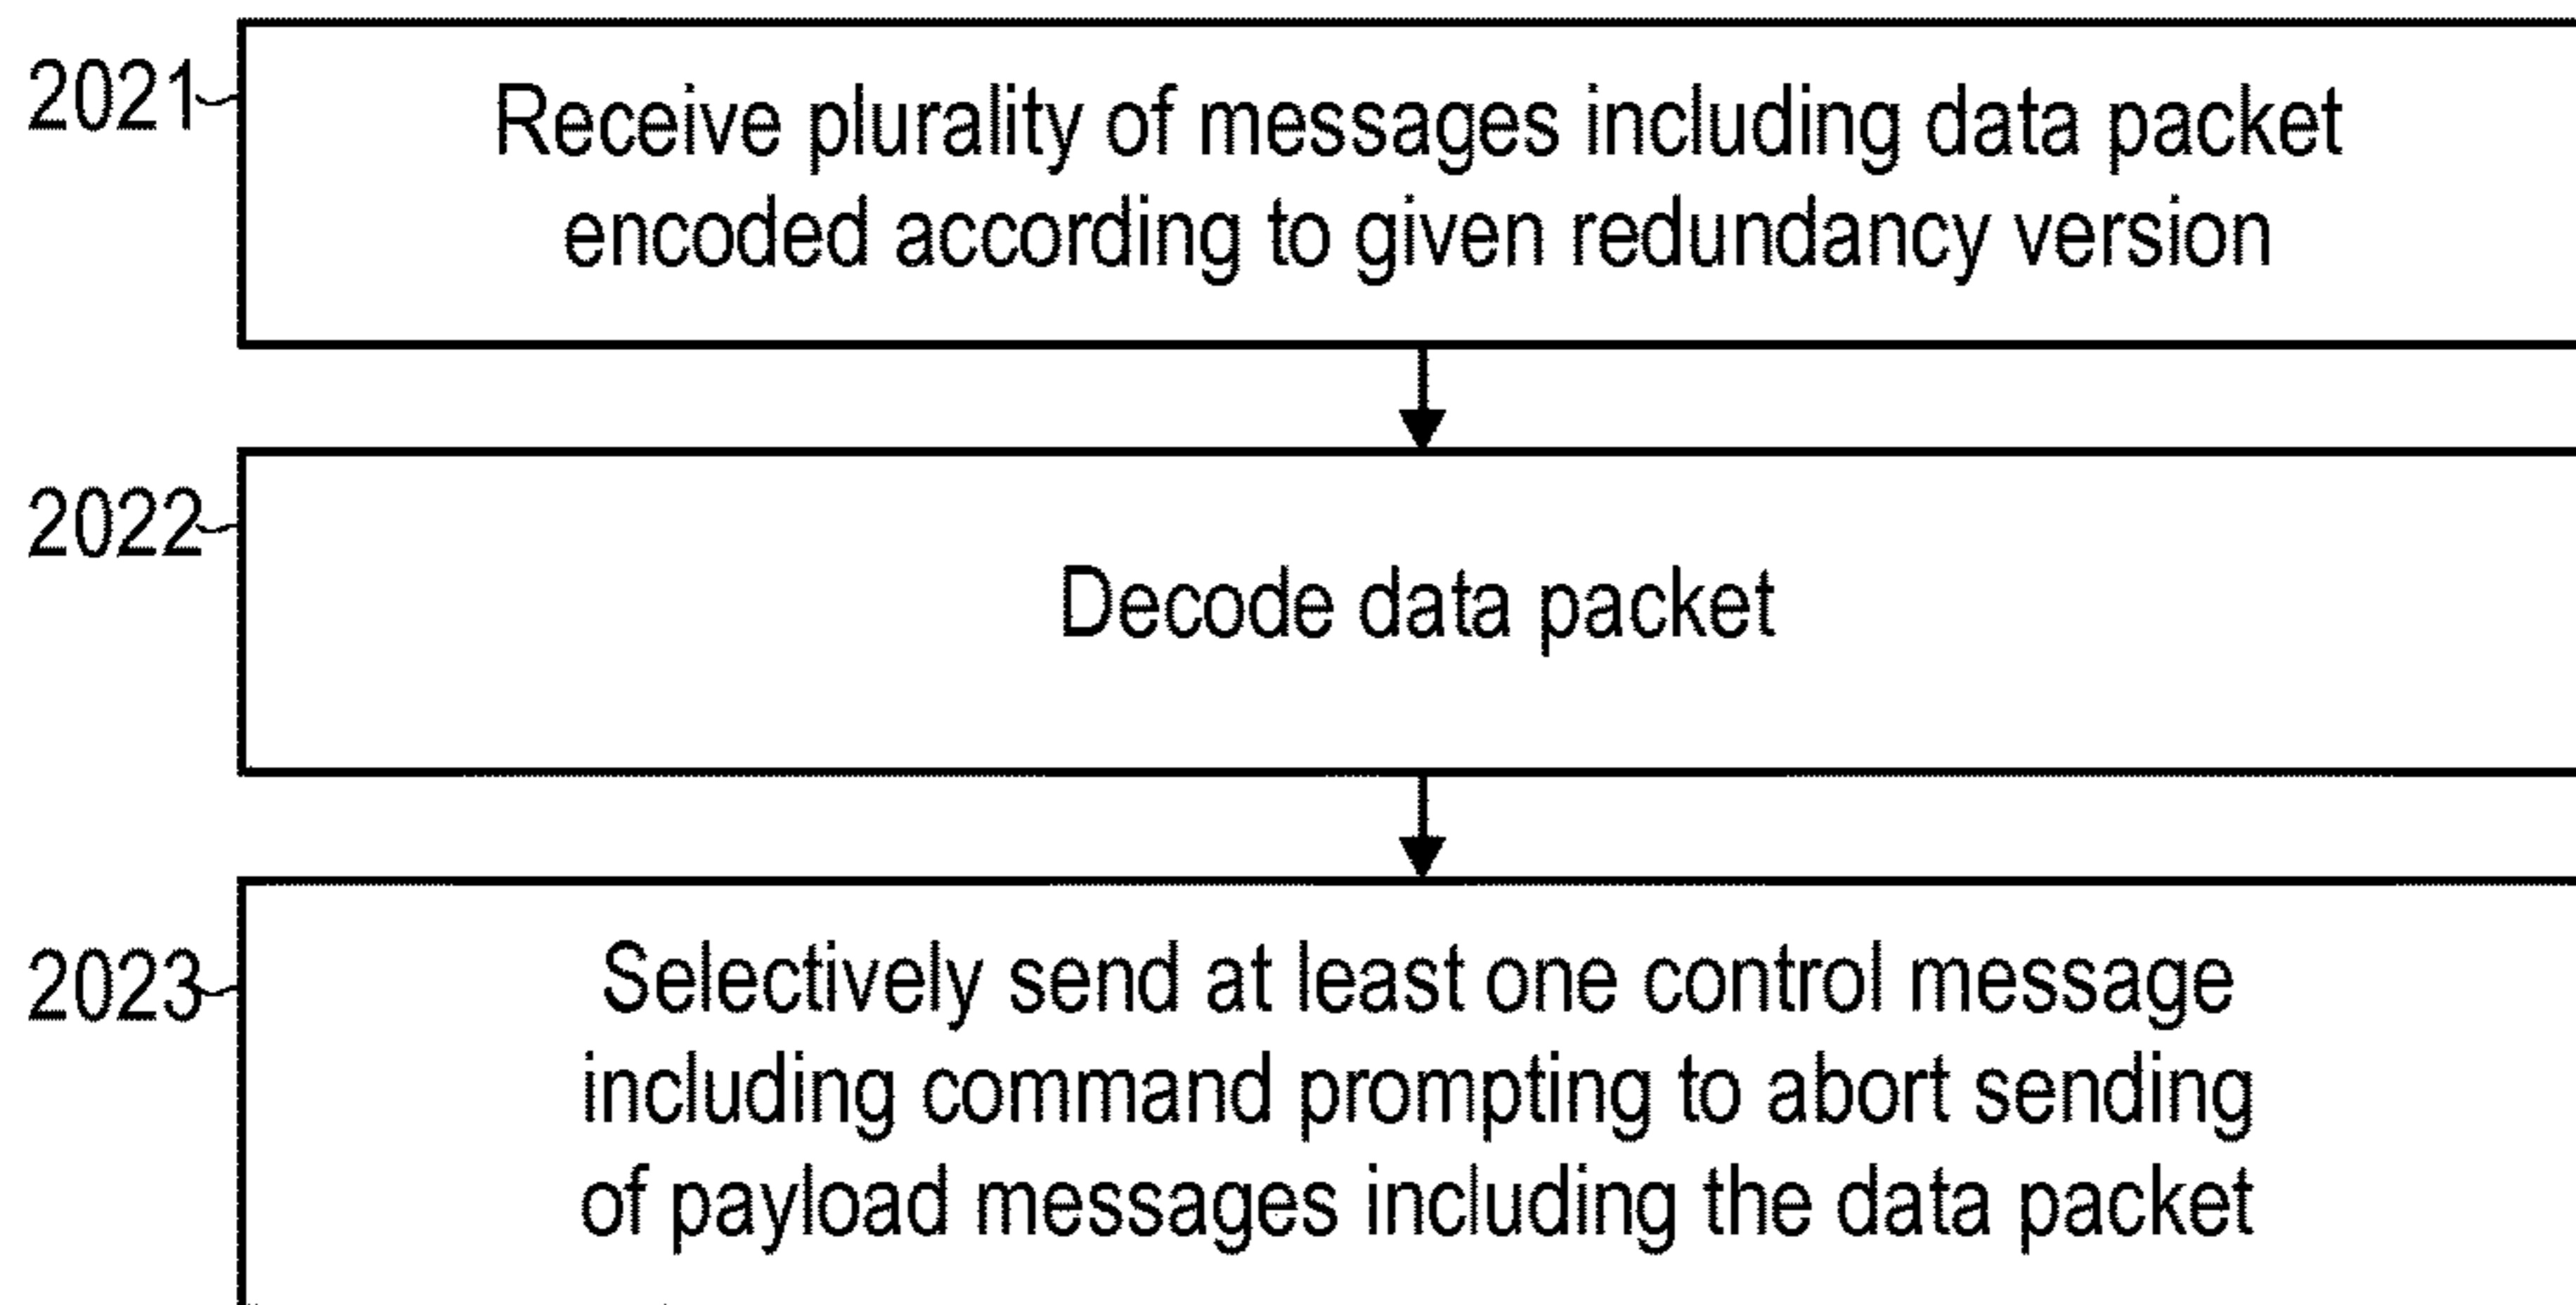 2021
Receive plurality of messages including data packet
encoded according to given redundancy version
2022
Decode data packet
2023
Selectively send at least one control message
including command prompting to abort sending
of payload messages including the data packet